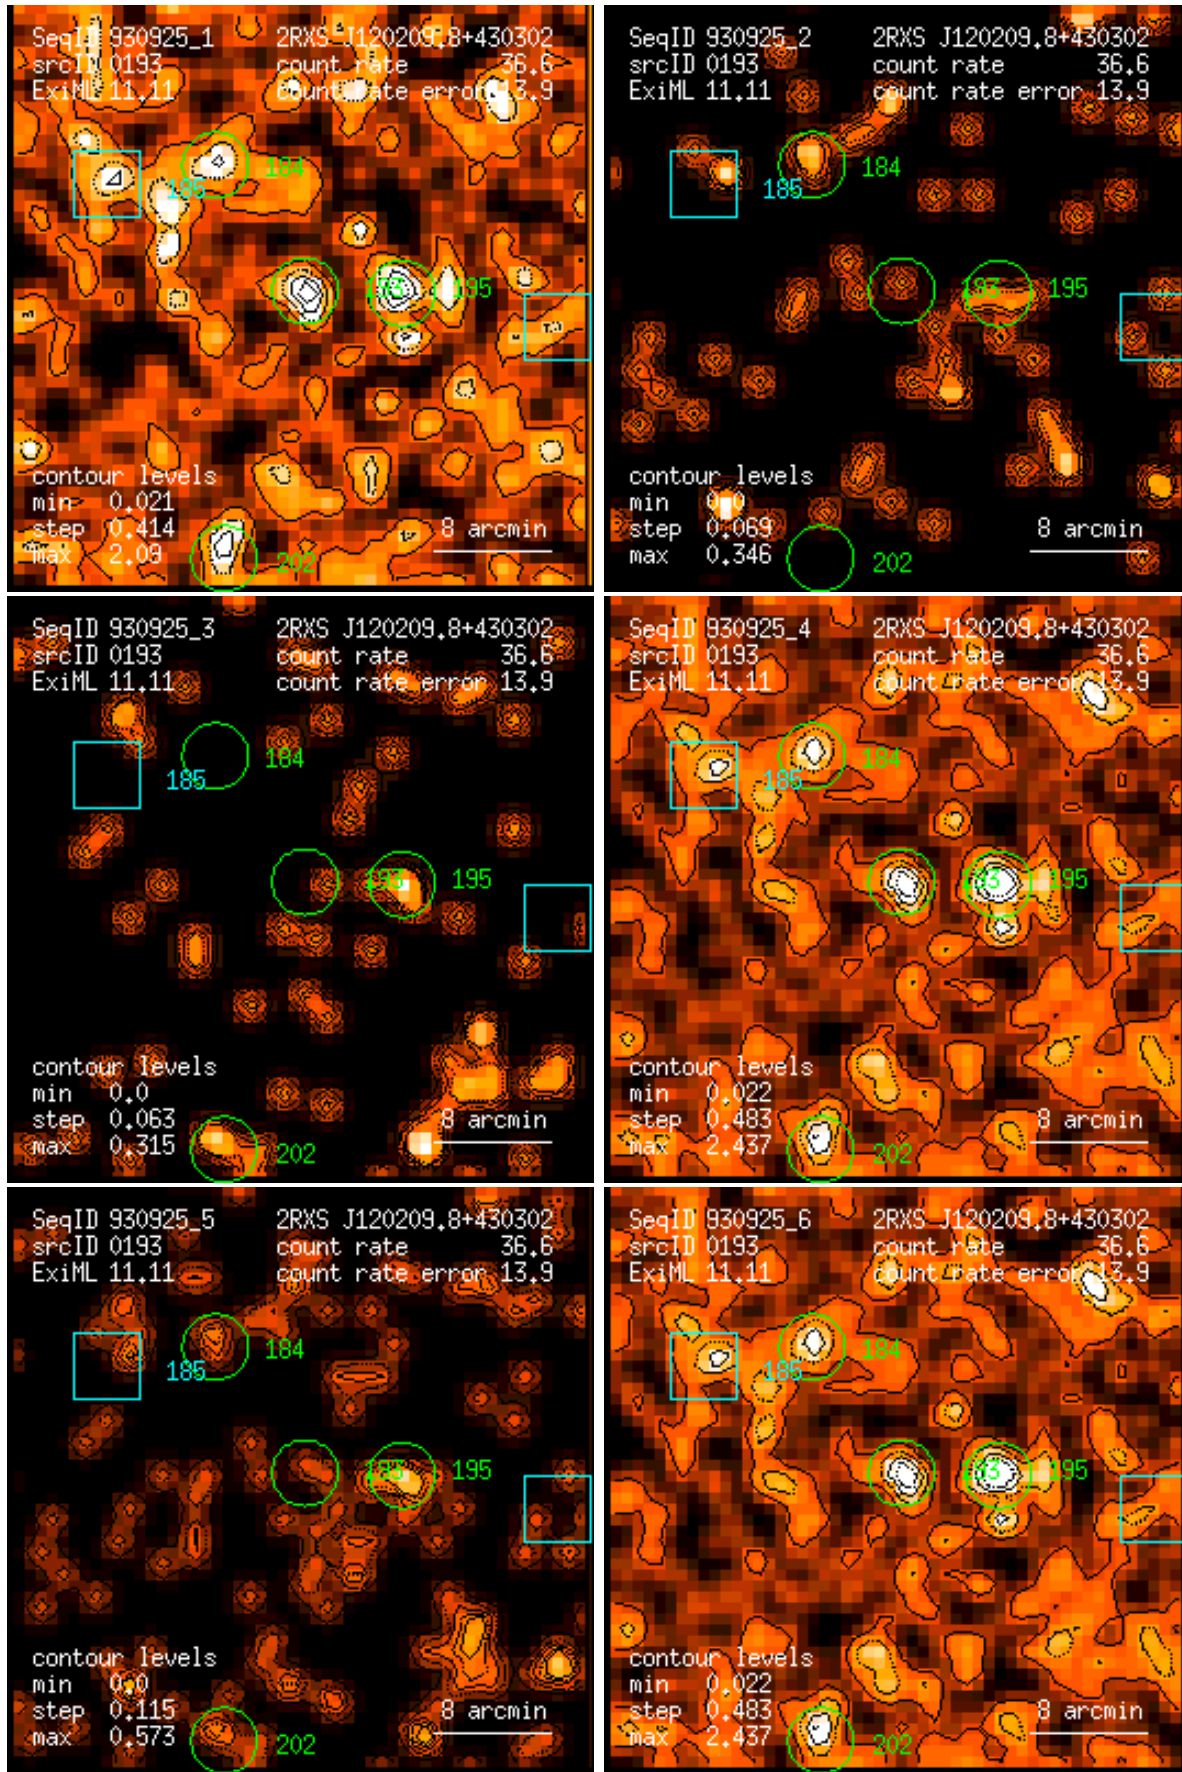 SeqID 930925_1 2RXS J120209.8+430302
srcID 0193 count rate 36.6
ExiML 11.11 count rate error 13.9
184
185
193 195
contour levels
min 0.021
step 0.414 8 arcmin
max 2.09 202
SeqID 930925_2 2RXS J120209.8+430302
srcID 0193 count rate 36.6
ExiML 11.11 count rate error 13.9
184
185
193 195
contour levels
min 0.0
step 0.069 8 arcmin
max 0.346 202
SeqID 930925_3 2RXS J120209.8+430302
srcID 0193 count rate 36.6
ExiML 11.11 count rate error 13.9
184
185
193 195
contour levels
min 0.0
step 0.063 8 arcmin
max 0.315 202
SeqID 930925_4 2RXS J120209.8+430302
srcID 0193 count rate 36.6
ExiML 11.11 count rate error 13.9
184
185
193 195
contour levels
min 0.022
step 0.483 8 arcmin
max 2.437 202
SeqID 930925_5 2RXS J120209.8+430302
srcID 0193 count rate 36.6
ExiML 11.11 count rate error 13.9
184
185
193 195
contour levels
min 0.0
step 0.115 8 arcmin
max 0.573 202
SeqID 930925_6 2RXS J120209.8+430302
srcID 0193 count rate 36.6
ExiML 11.11 count rate error 13.9
184
185
193 195
contour levels
min 0.022
step 0.483 8 arcmin
max 2.437 202